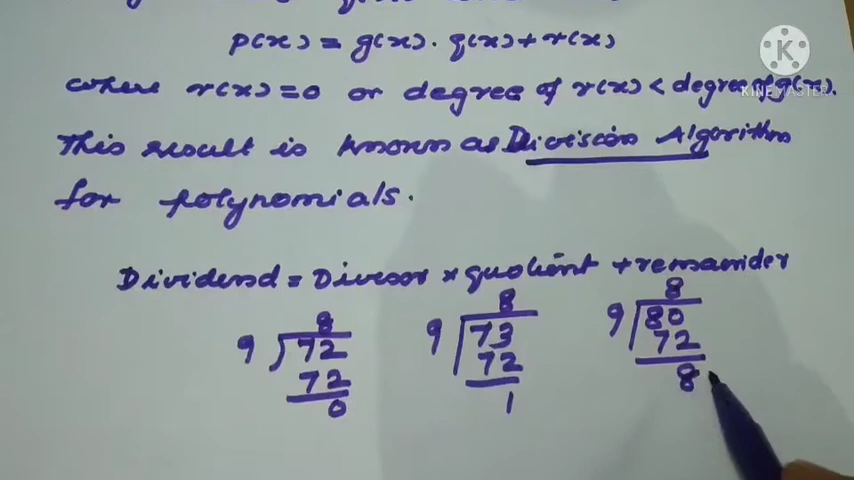 p(x) = g(x). q(x) + r(x)
where r(x) = 0 or degree of r(x) < degree of g(x).
This result is known as Division Algorithm
for polynomials.
Dividend = Divisor × quotient + remainder
8
9 72
72
0
8
9 73
72
1
8
9 80
72
8
KINEMASTER